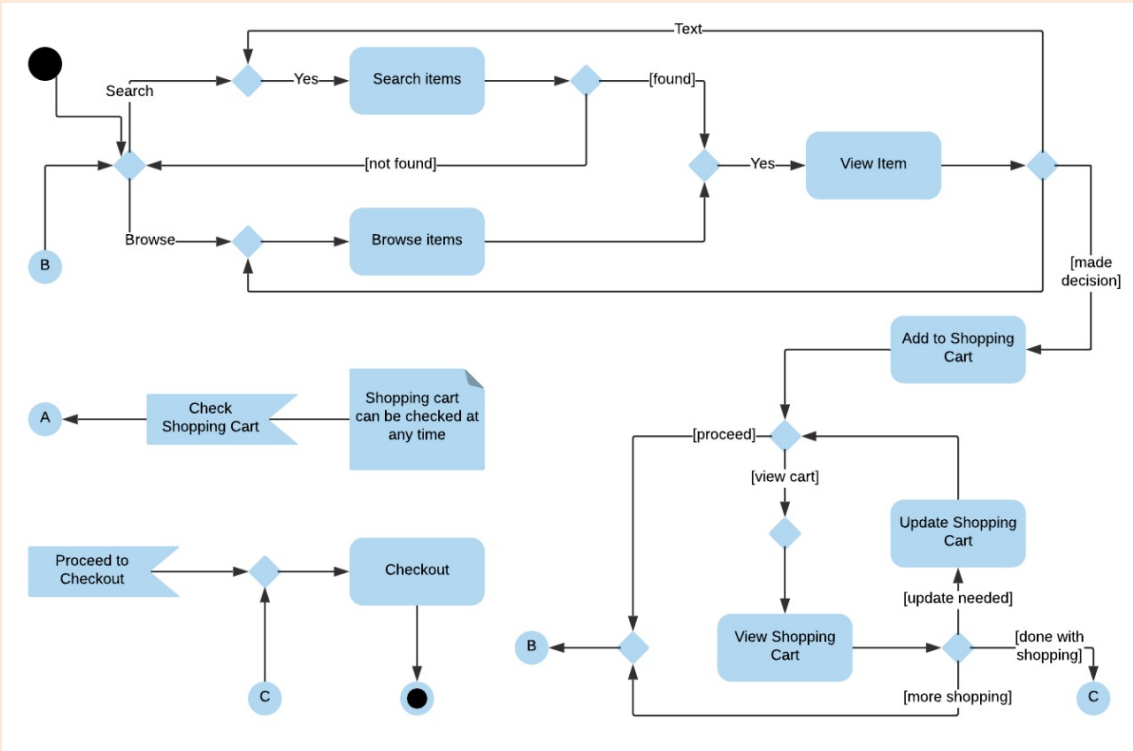 Text
Search
Yes
Search items
[found]
[not found]
Yes
View Item
Browse
Browse items
B
[made
decision]
Add to Shopping
Cart
A
Check
Shopping Cart
Shopping cart
can be checked at
any time
[proceed]
[view cart]
Update Shopping
Cart
Proceed to
Checkout
Checkout
[update needed]
B
View Shopping
Cart
[done with
shopping]
C
[more shopping]
C